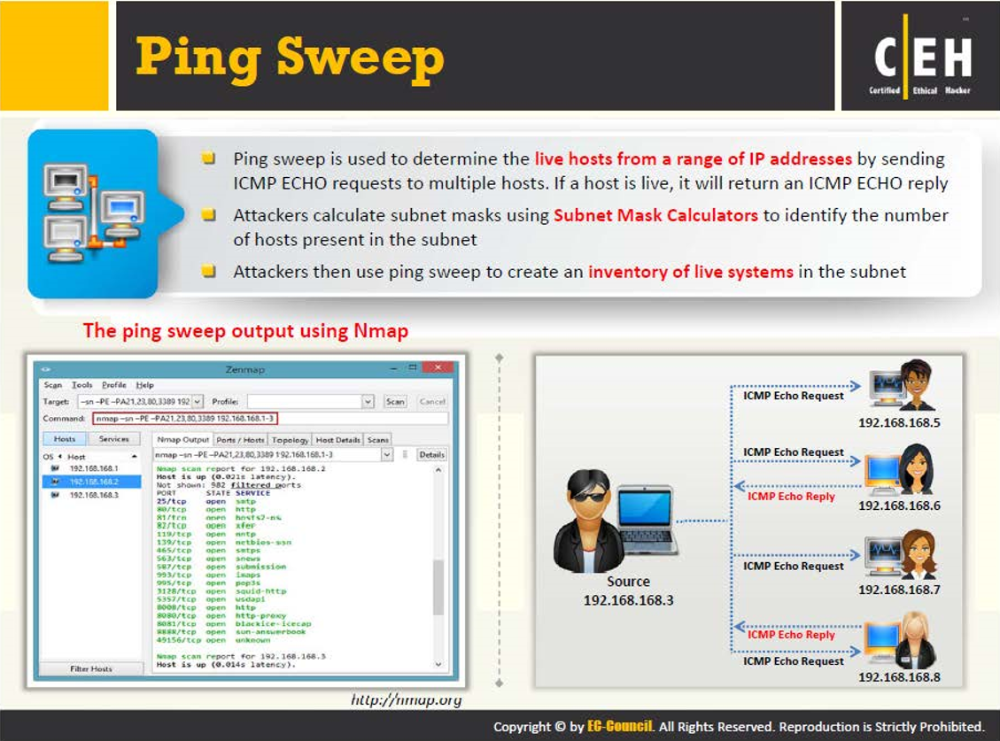 Ping Sweep
CEH
Certified Ethical Hacker
Ping sweep is used to determine the live hosts from a range of IP addresses by sending
ICMP ECHO requests to multiple hosts. If a host is live, it will return an ICMP ECHO reply
Attackers calculate subnet masks using Subnet Mask Calculators to identify the number
of hosts present in the subnet
Attackers then use ping sweep to create an inventory of live systems in the subnet
The ping sweep output using Nmap
Zenmap
Scan Tools Profile Help
Target: -sn -PE -PA21,23,80,3389 192 Profile: Scan Cancel
Command: nmap -sn -PE -PA21,23,80,3389 192.168.168.1-3
Hosts Services
Nmap Output Ports / Hosts Topology Host Details Scans
OS Host
192.168.168.1
192.168.168.2
192.168.168.3
Filter Hosts
nmap -sn -PE -PA21,23,80,3389 192.168.168.1-3 Details
Nmap scan report for 192.168.168.2
Host is up (0.021s latency).
Not shown: 982 filtered ports
PORT STATE SERVICE
25/tcp open smtp
80/tcp open http
81/tcp open hosts2-ns
82/tcp open xfer
119/tcp open nntp
139/tcp open netbios-ssn
465/tcp open smtps
563/tcp open snews
587/tcp open submission
993/tcp open imaps
995/tcp open pop3s
3128/tcp open squid-http
5357/tcp open wsdapi
8008/tcp open http
8080/tcp open http-proxy
8081/tcp open blackice-icecap
8888/tcp open sun-answerbook
49156/tcp open unknown
Nmap scan report for 192.168.168.3
Host is up (0.014s latency).
http://nmap.org
Source
192.168.168.3
ICMP Echo Request
192.168.168.5
ICMP Echo Request
ICMP Echo Reply
192.168.168.6
ICMP Echo Request
192.168.168.7
ICMP Echo Reply
ICMP Echo Request
192.168.168.8
Copyright © by EC-Council. All Rights Reserved. Reproduction is Strictly Prohibited.